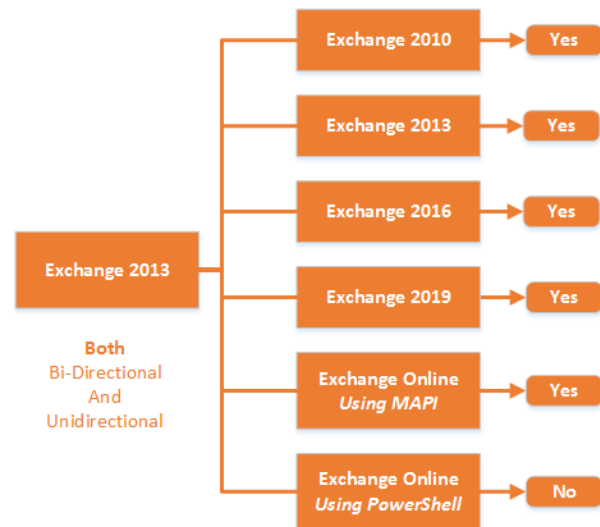 Exchange 2010
Yes
Exchange 2013
Yes
Exchange 2016
Yes
Exchange 2013
Exchange 2019
Yes
Both
Bi-Directional
And
Unidirectional
Exchange Online
Using MAPI
Yes
Exchange Online
Using PowerShell
No